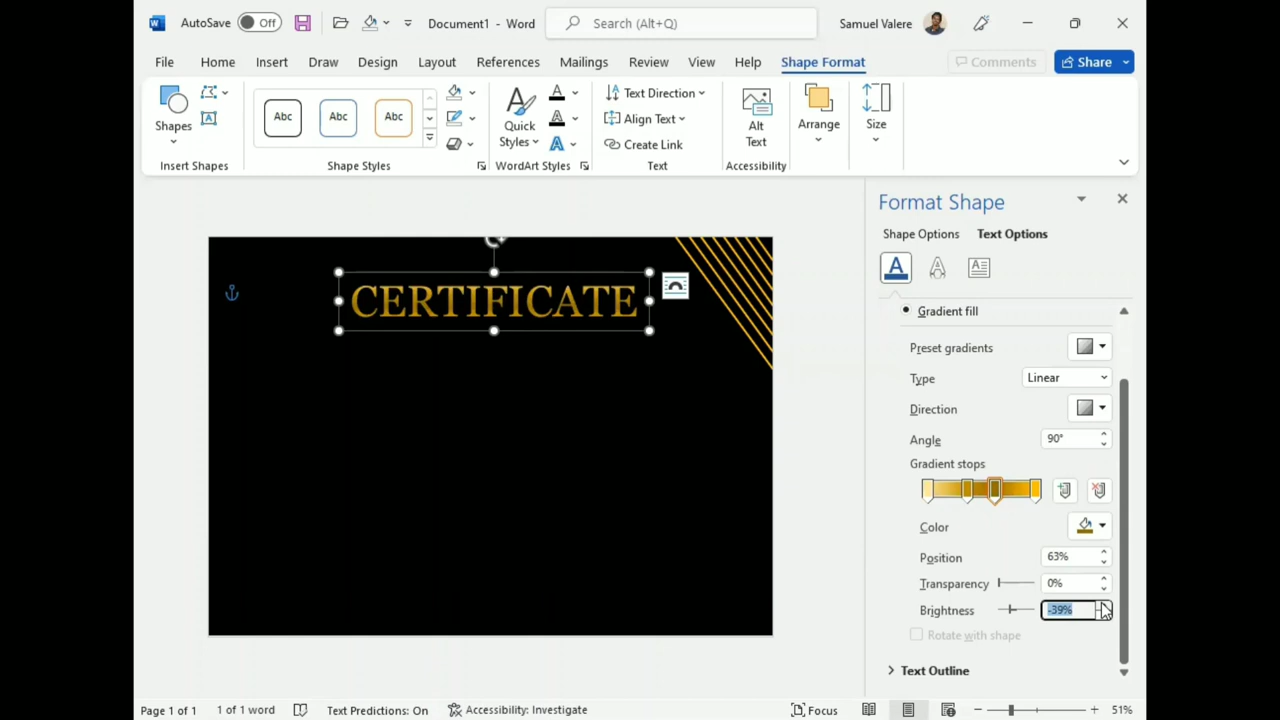 AutoSave Off Document1 - Word Search (Alt+Q) Samuel Valere
File Home Insert Draw Design Layout References Mailings Review View Help Shape Format Comments Share
Shapes
Abc Abc Abc
Quick
Styles
Text Direction
Align Text
Create Link
Alt
Text
Arrange
Size
Insert Shapes Shape Styles WordArt Styles Text Accessibility
CERTIFICATE
Format Shape
Shape Options Text Options
Gradient fill
Preset gradients
Type Linear
Direction
Angle 90°
Gradient stops
Color
Position 63%
Transparency 0%
Brightness -39%
Rotate with shape
Text Outline
Page 1 of 1 1 of 1 word Text Predictions: On Accessibility: Investigate Focus 51%